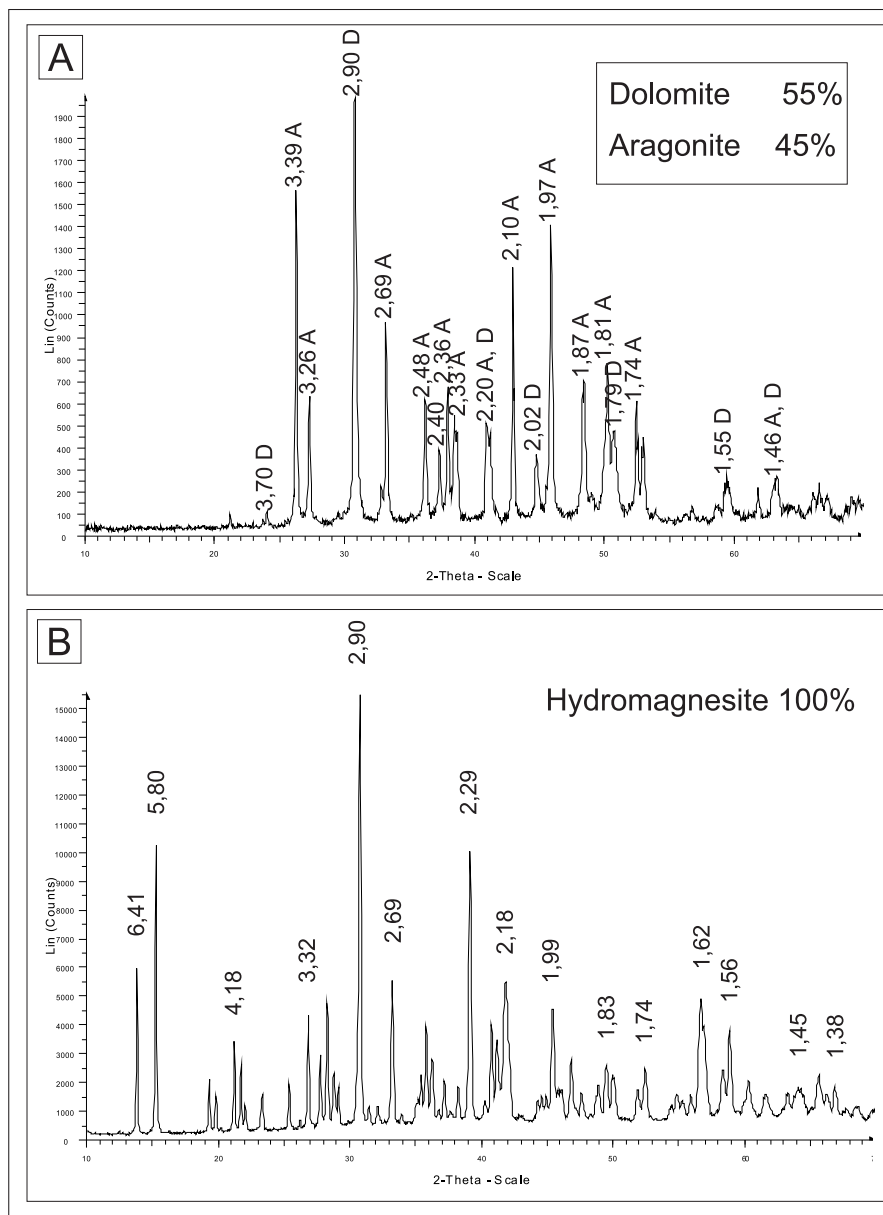 A
Dolomite 55%
Aragonite 45%
3,70 D
3,39 A
3,26 A
2,90 D
2,69 A
2,48 A
2,40
2,36 A
2,33 A
2,20 A, D
2,10 A
2,02 D
1,97 A
1,87 A
1,81 A
1,79 D
1,74 A
1,55 D
1,46 A, D
Lin (Counts)
1900
1800
1700
1600
1500
1400
1300
1200
1100
1000
900
800
700
600
500
400
300
200
100
0
10 20 30 40 50 60
2-Theta - Scale
B
Hydromagnesite 100%
6,41
5,80
4,18
3,32
2,90
2,69
2,29
2,18
1,99
1,83
1,74
1,62
1,56
1,45
1,38
Lin (Counts)
15000
14000
13000
12000
11000
10000
9000
8000
7000
6000
5000
4000
3000
2000
1000
0
10 20 30 40 50 60
2-Theta - Scale